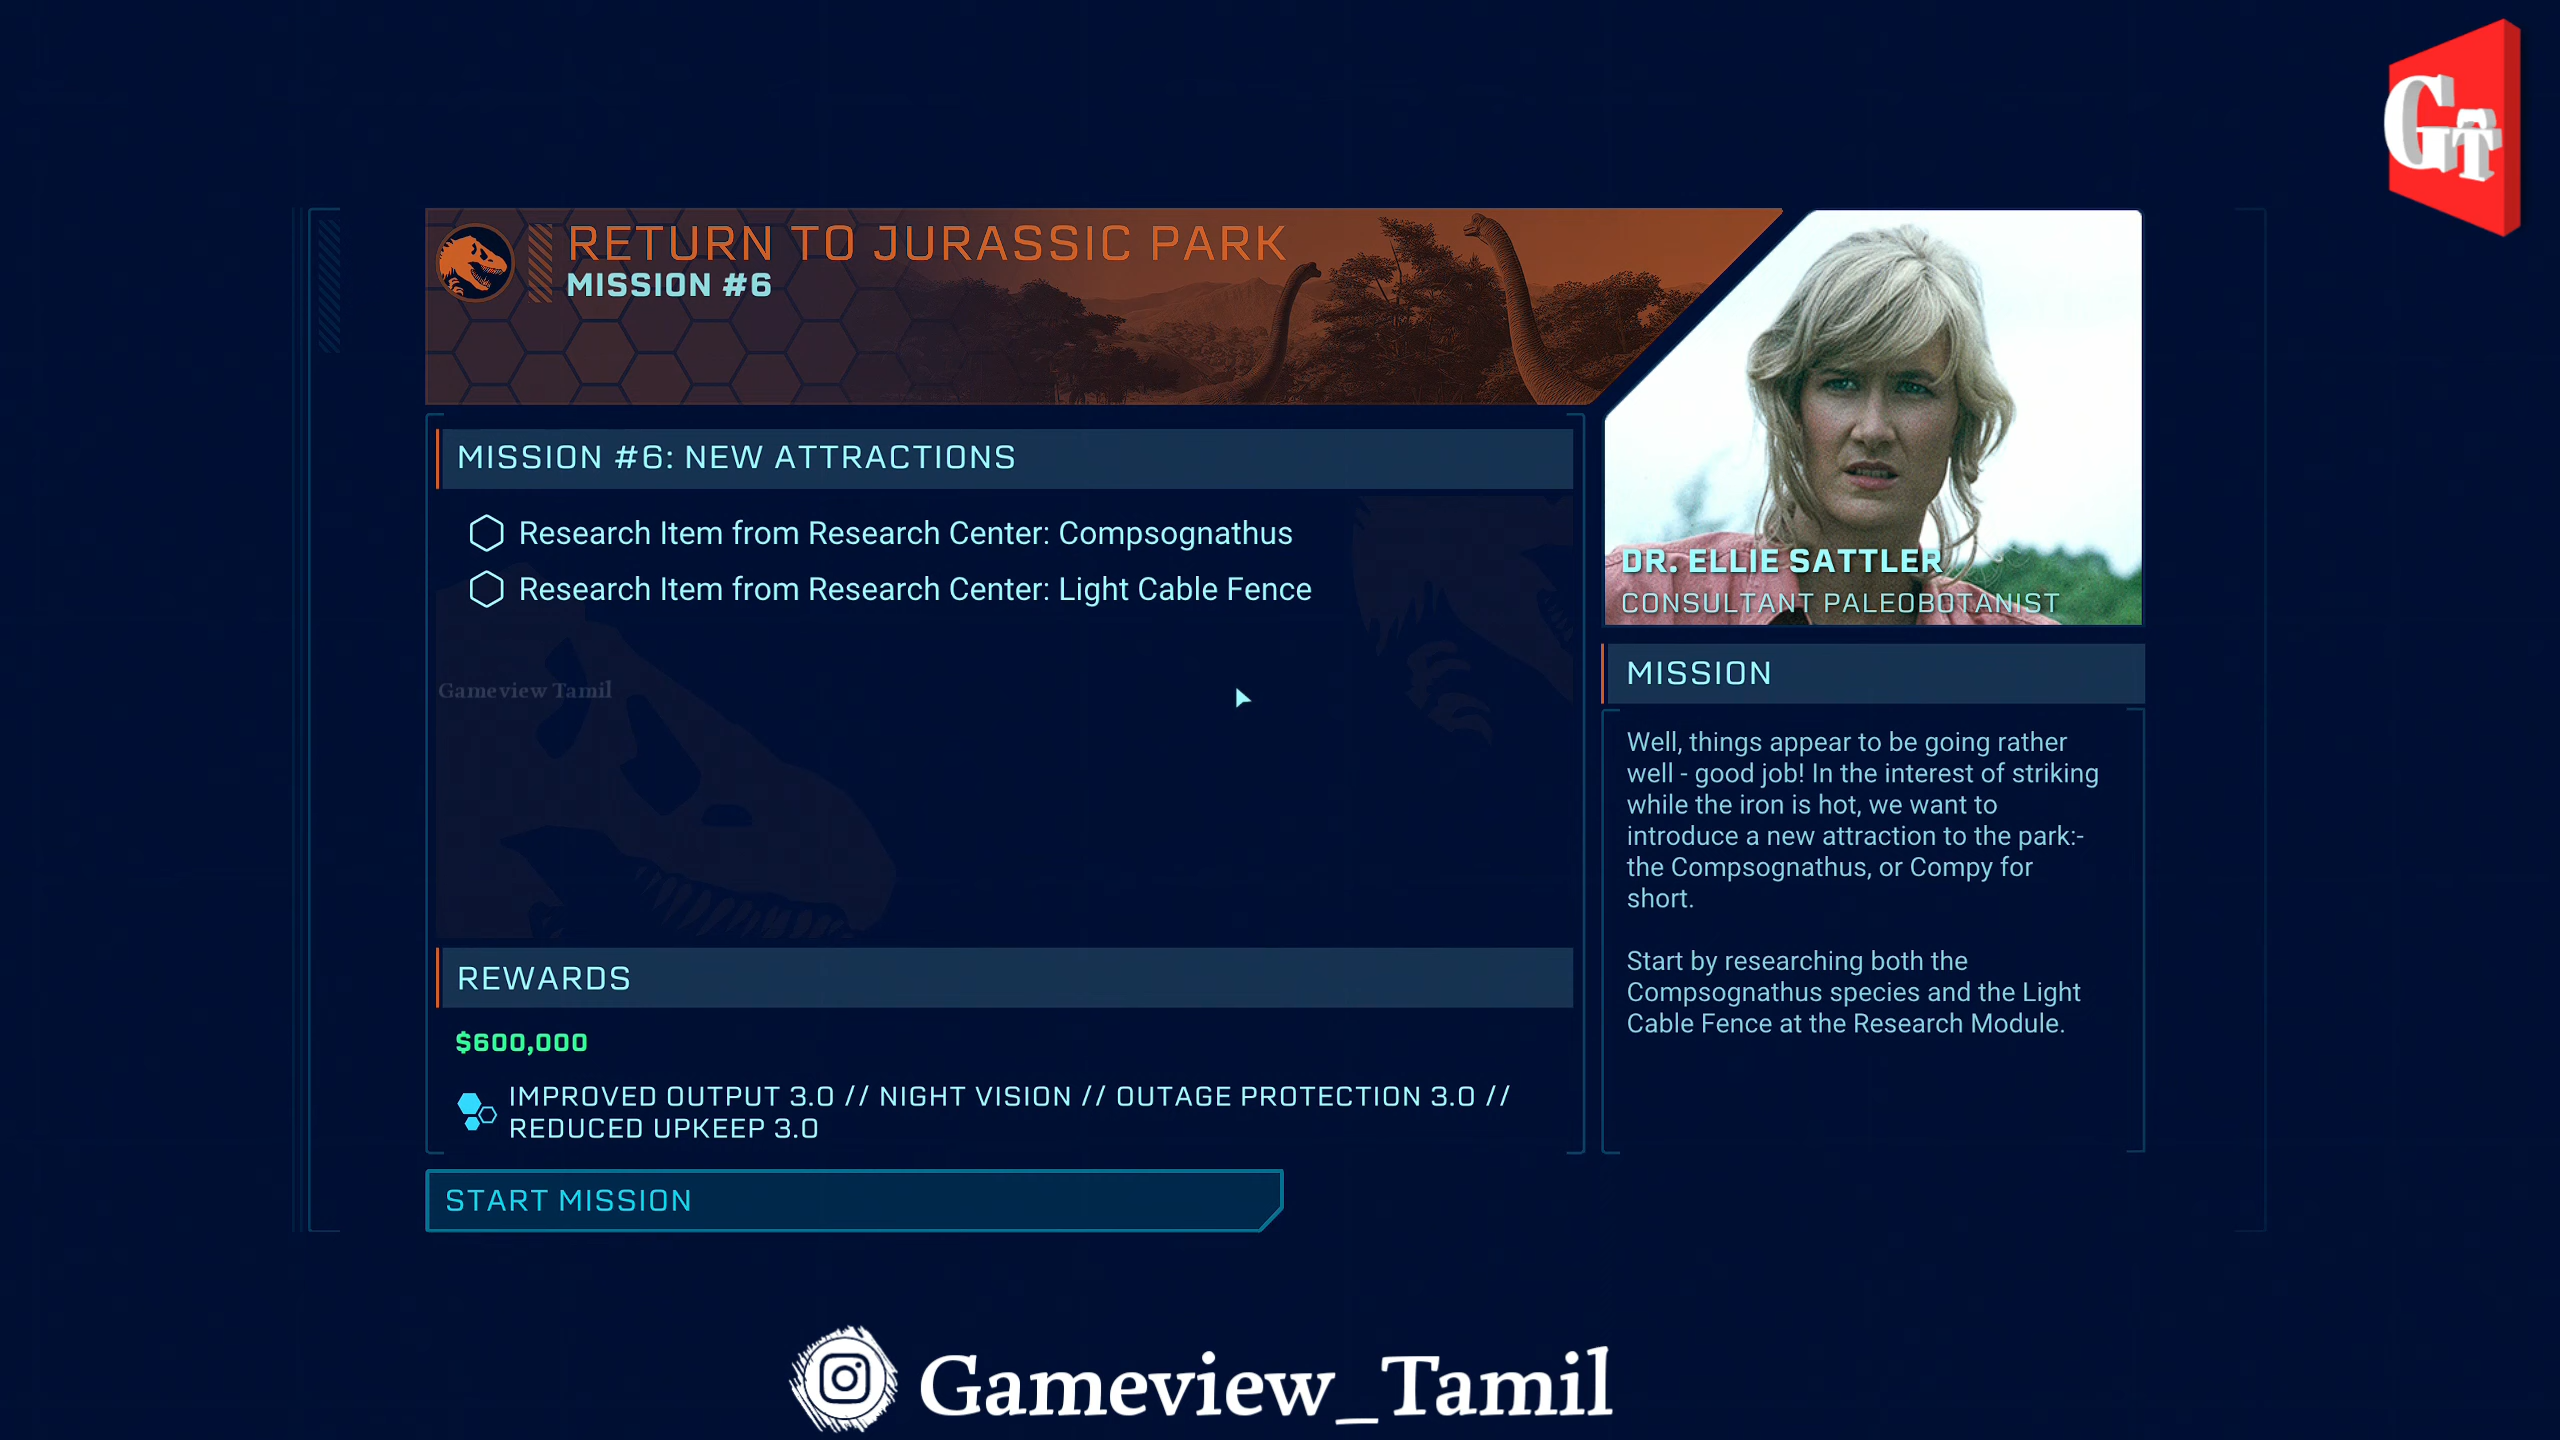 GT
RETURN TO JURASSIC PARK
MISSION #6
MISSION #6: NEW ATTRACTIONS
Research Item from Research Center: Compsognathus
Research Item from Research Center: Light Cable Fence
Gameview Tamil
REWARDS
$600,000
IMPROVED OUTPUT 3.0 // NIGHT VISION // OUTAGE PROTECTION 3.0 //
REDUCED UPKEEP 3.0
START MISSION
DR. ELLIE SATTLER
CONSULTANT PALEOBOTANIST
MISSION
Well, things appear to be going rather
well - good job! In the interest of striking
while the iron is hot, we want to
introduce a new attraction to the park:-
the Compsognathus, or Compy for
short.
Start by researching both the
Compsognathus species and the Light
Cable Fence at the Research Module.
Gameview_Tamil